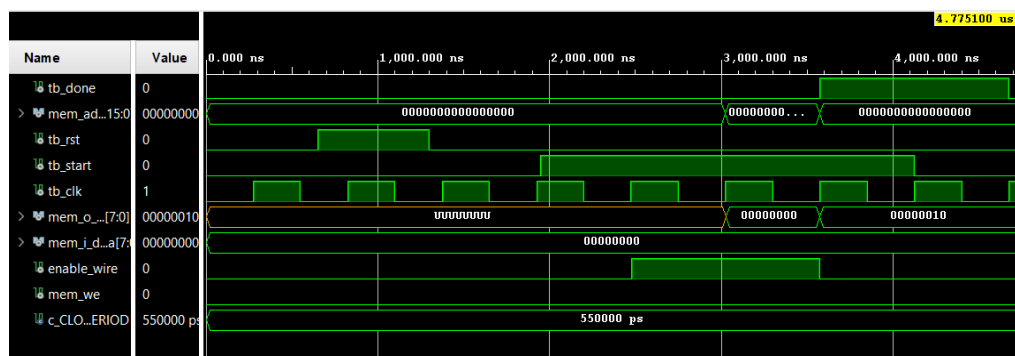 4.775100 us
Name Value 0.000 ns 1,000.000 ns 2,000.000 ns 3,000.000 ns 4,000.000 ns
tb_done 0
mem_ad...15:0 00000000 0000000000000000 00000000... 0000000000000000
tb_rst 0
tb_start 0
tb_clk 1
mem_o_...[7:0] 00000010 UUUUUUUU 00000000 00000010
mem_i_d...a[7:0 00000000 00000000
enable_wire 0
mem_we 0
c_CLO...ERIOD 550000 ps 550000 ps